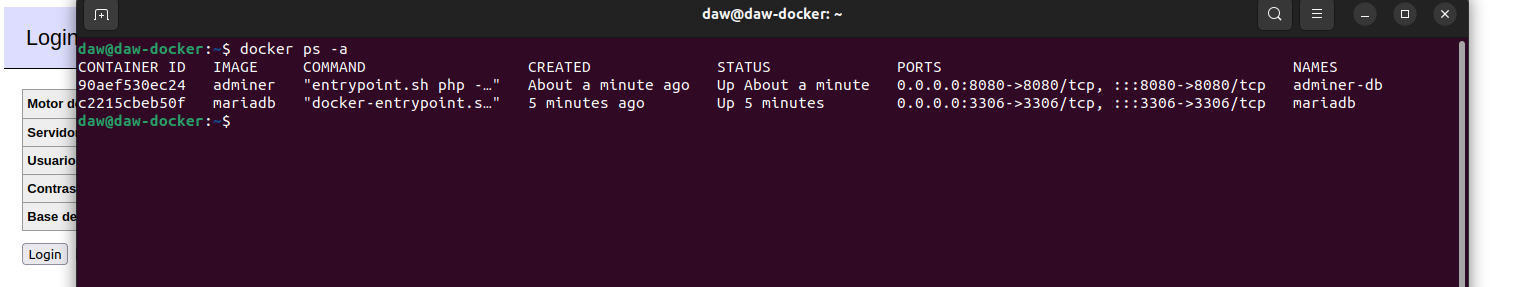 daw@daw-docker: ~
Login
daw@daw-docker:~$ docker ps -a
CONTAINER ID IMAGE COMMAND CREATED STATUS PORTS NAMES
90aef530ec24 adminer "entrypoint.sh php -…" About a minute ago Up About a minute 0.0.0.0:8080->8080/tcp, :::8080->8080/tcp adminer-db
c2215cbeb50f mariadb "docker-entrypoint.s…" 5 minutes ago Up 5 minutes 0.0.0.0:3306->3306/tcp, :::3306->3306/tcp mariadb
daw@daw-docker:~$
Motor de
Servidor
Usuario
Contras
Base de
Login